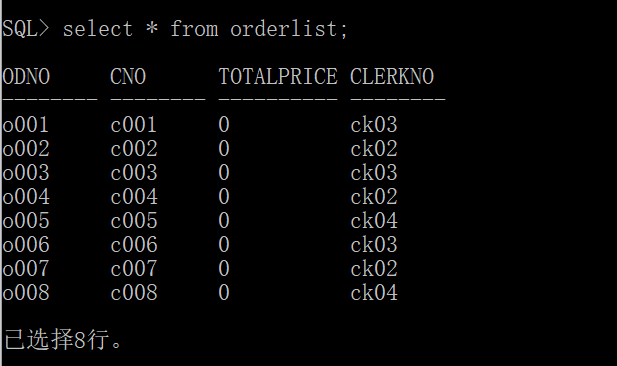 SQL> select * from orderlist;
ODNO     CNO      TOTALPRICE CLERKNO
-------- -------- ---------- --------
o001     c001     0          ck03
o002     c002     0          ck02
o003     c003     0          ck03
o004     c004     0          ck02
o005     c005     0          ck04
o006     c006     0          ck03
o007     c007     0          ck02
o008     c008     0          ck04
已选择8行。